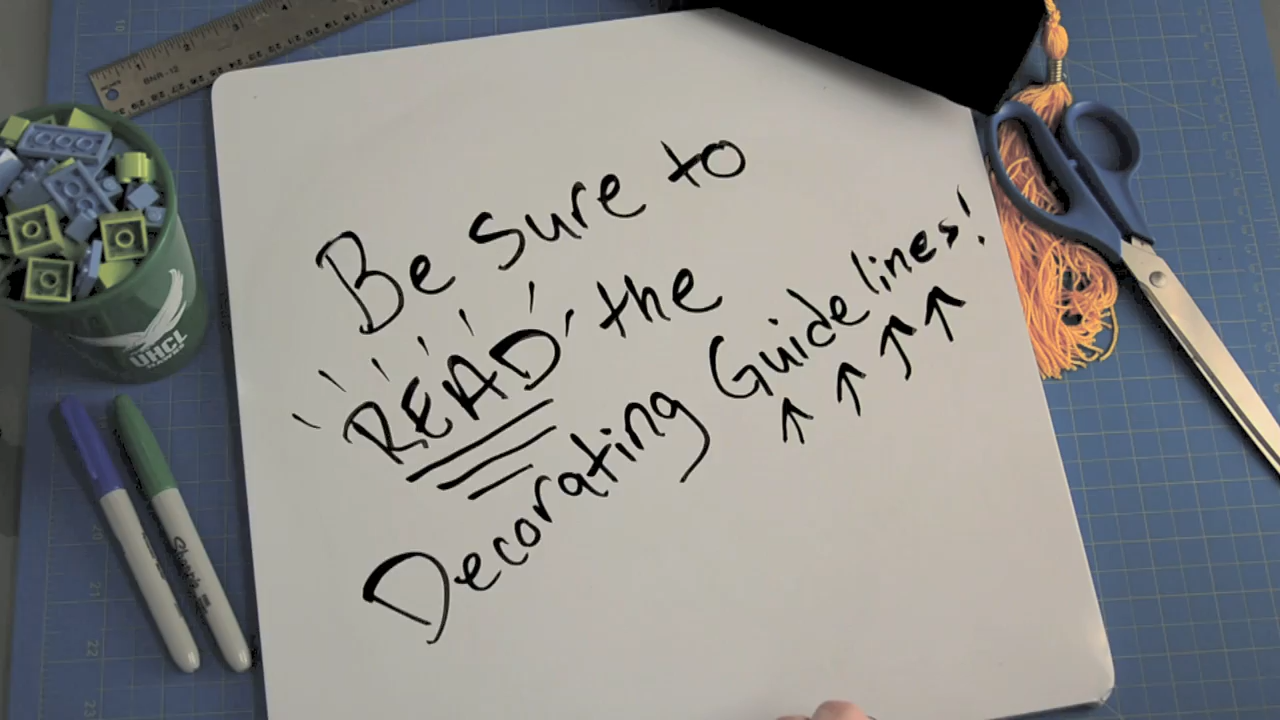 Be sure to
READ the
Decorating Guidelines!
UHCL
Sharpie